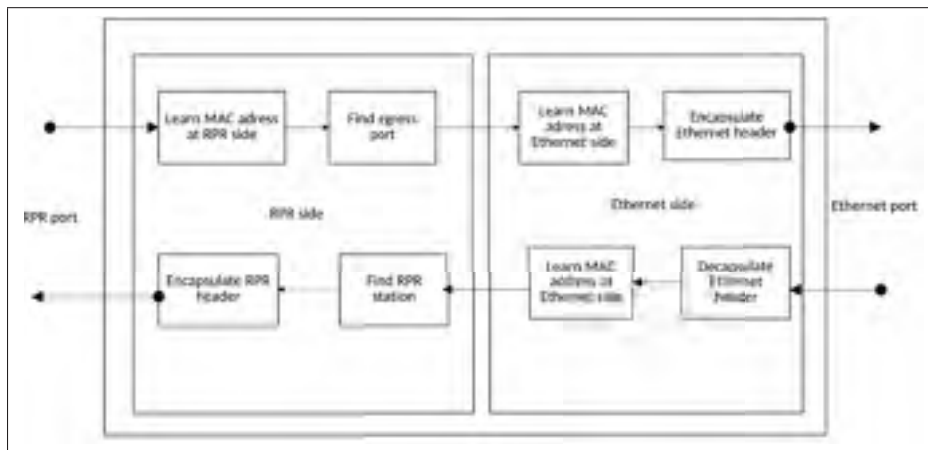 Learn MAC adress
at RPR side
Find egress
port
Learn MAC
adress at
Ethernet side
Encapsulate
Ethernet header
RPR port
RPR side
Ethernet side
Ethernet port
Encapsulate RPR
header
Find RPR
station
Learn MAC
address at
Ethernet side
Decapsulate
Ethernet
header